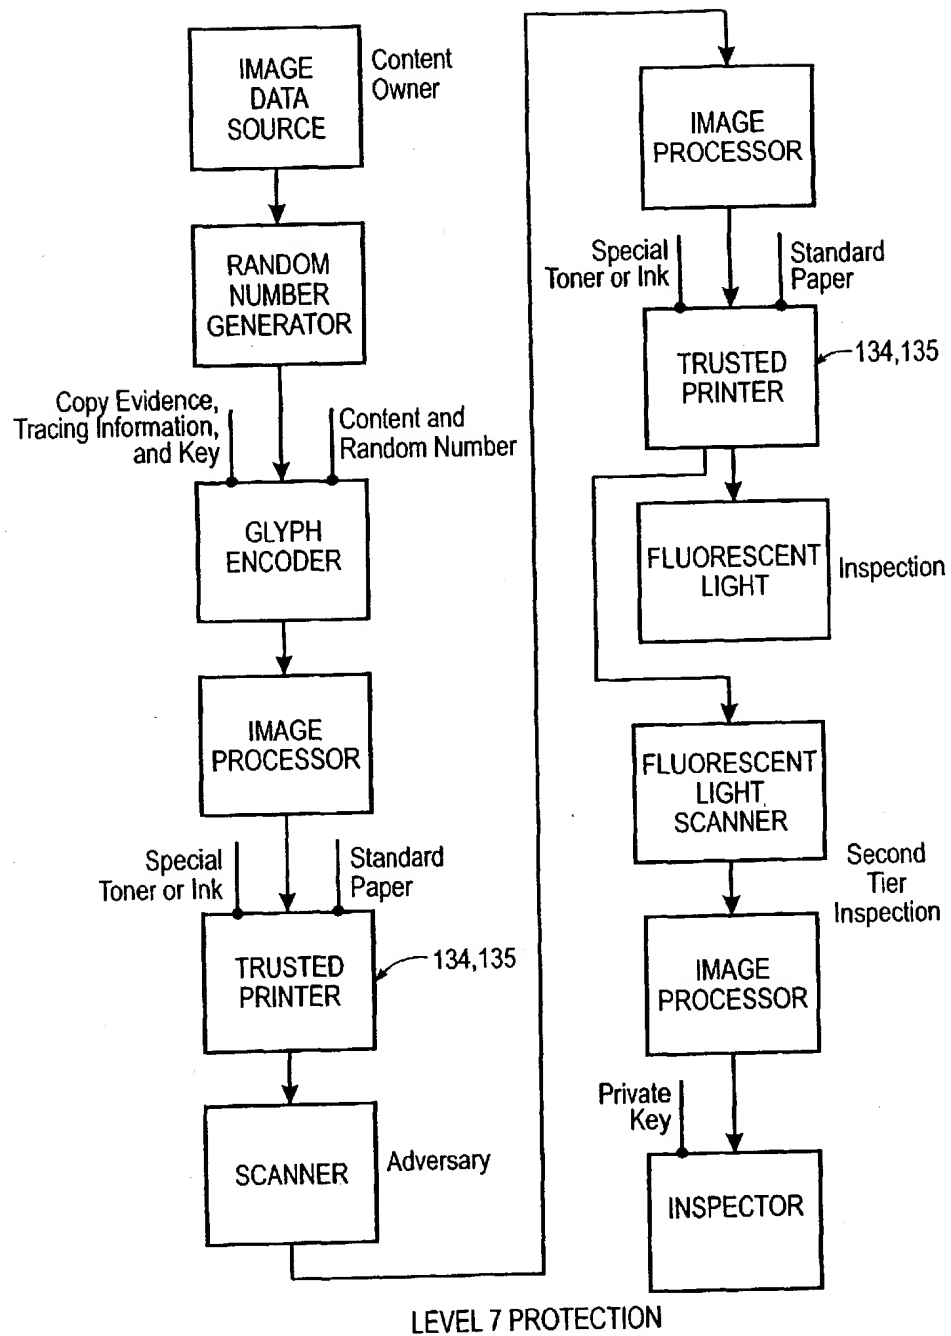 IMAGE
DATA
SOURCE
Content
Owner
RANDOM
NUMBER
GENERATOR
Copy Evidence,
Tracing Information,
and Key
Content and
Random Number
GLYPH
ENCODER
IMAGE
PROCESSOR
Special
Toner or Ink
Standard
Paper
TRUSTED
PRINTER
134,135
SCANNER
Adversary
IMAGE
PROCESSOR
Special
Toner or Ink
Standard
Paper
TRUSTED
PRINTER
134,135
FLUORESCENT
LIGHT
Inspection
FLUORESCENT
LIGHT
SCANNER
Second
Tier
Inspection
IMAGE
PROCESSOR
Private
Key
INSPECTOR
LEVEL 7 PROTECTION